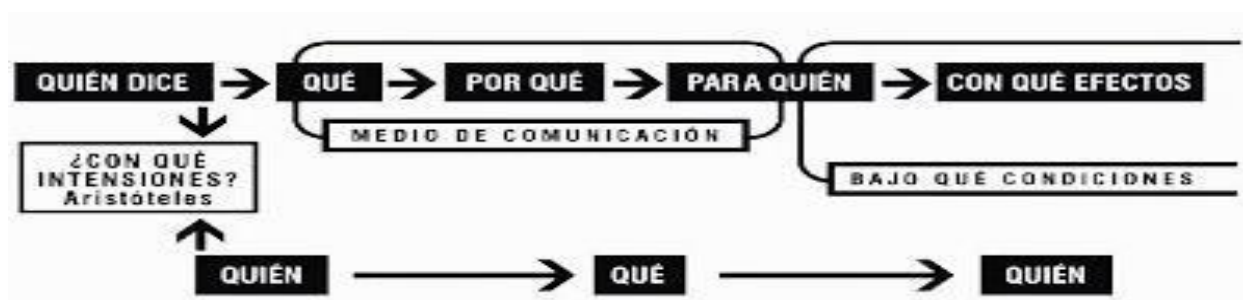 QUIÉN DICE → QUÉ → POR QUÉ → PARA QUIÉN → CON QUÉ EFECTOS
MEDIO DE COMUNICACIÓN
¿CON QUÉ
INTENSIONES?
Aristóteles
BAJO QUÉ CONDICIONES
QUIÉN → QUÉ → QUIÉN